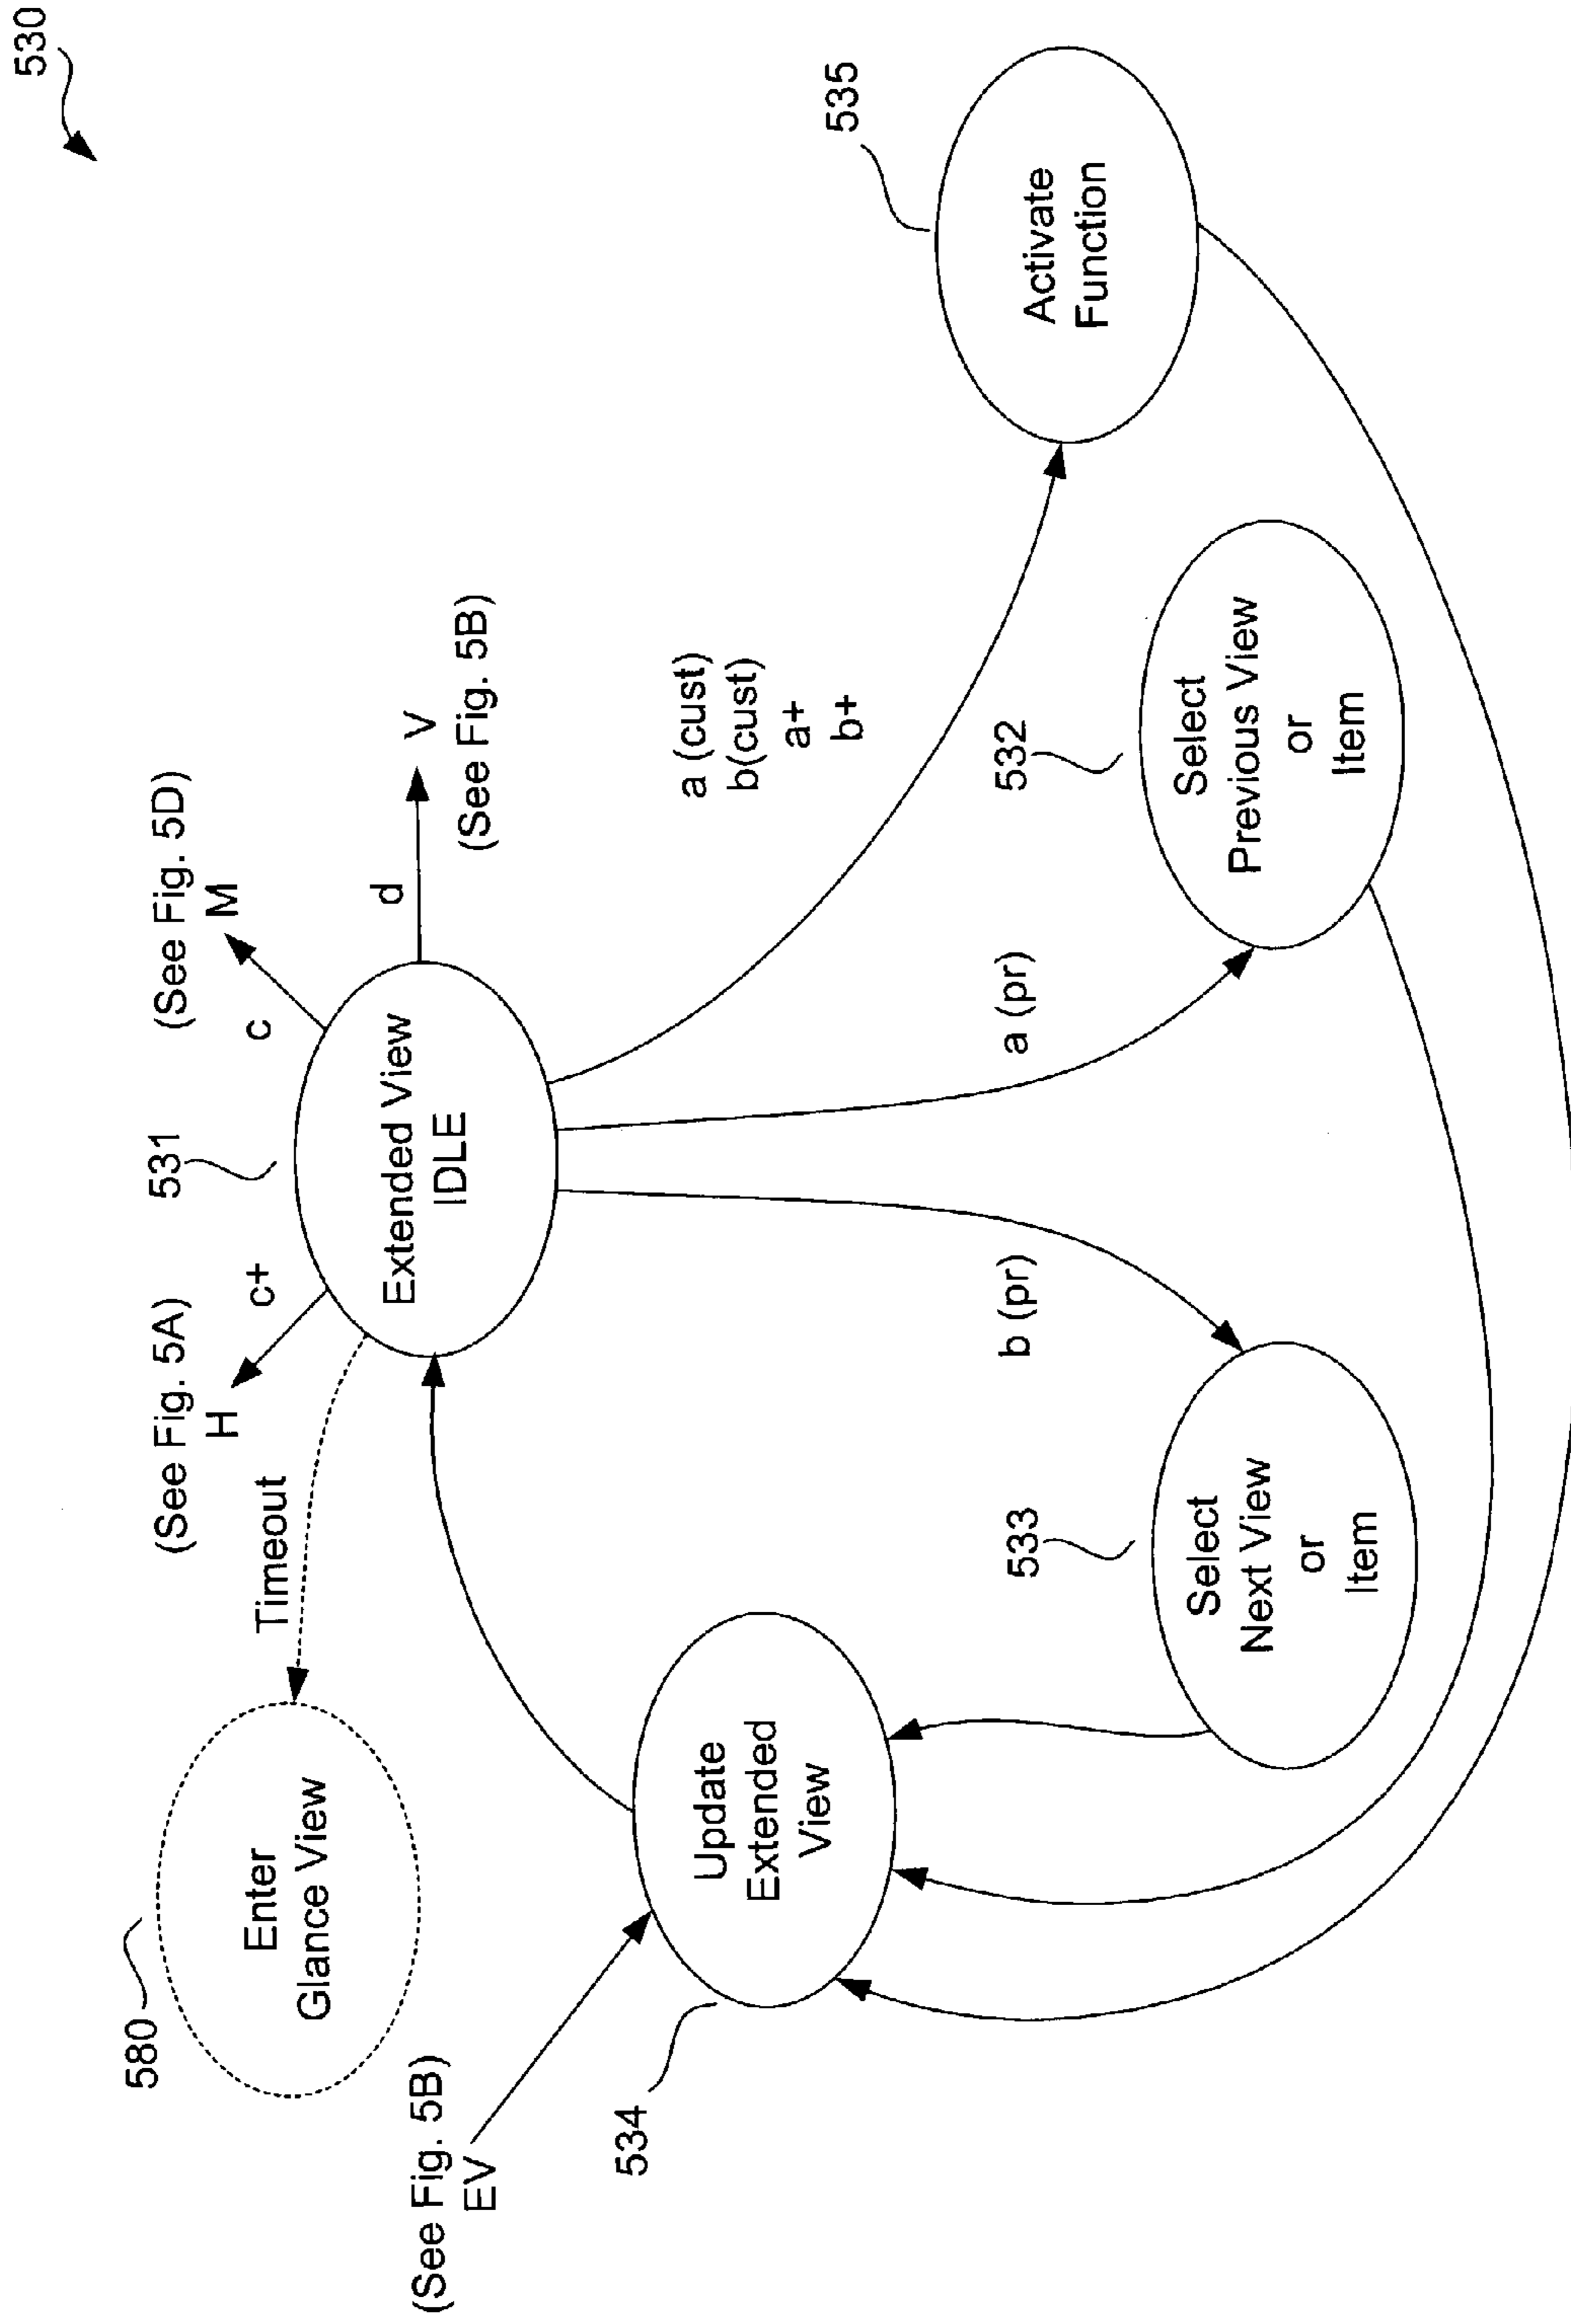 530
580
Enter
Glance View
Timeout
(See Fig. 5A)
H
c+
531
Extended View
IDLE
(See Fig. 5D)
M
c
d
V
(See Fig. 5B)
(See Fig. 5B)
EV
534
Update
Extended
View
a (cust)
b(cust)
a+
b+
535
Activate
Function
b (pr)
a (pr)
533
Select
Next View
or
Item
532
Select
Previous View
or
Item